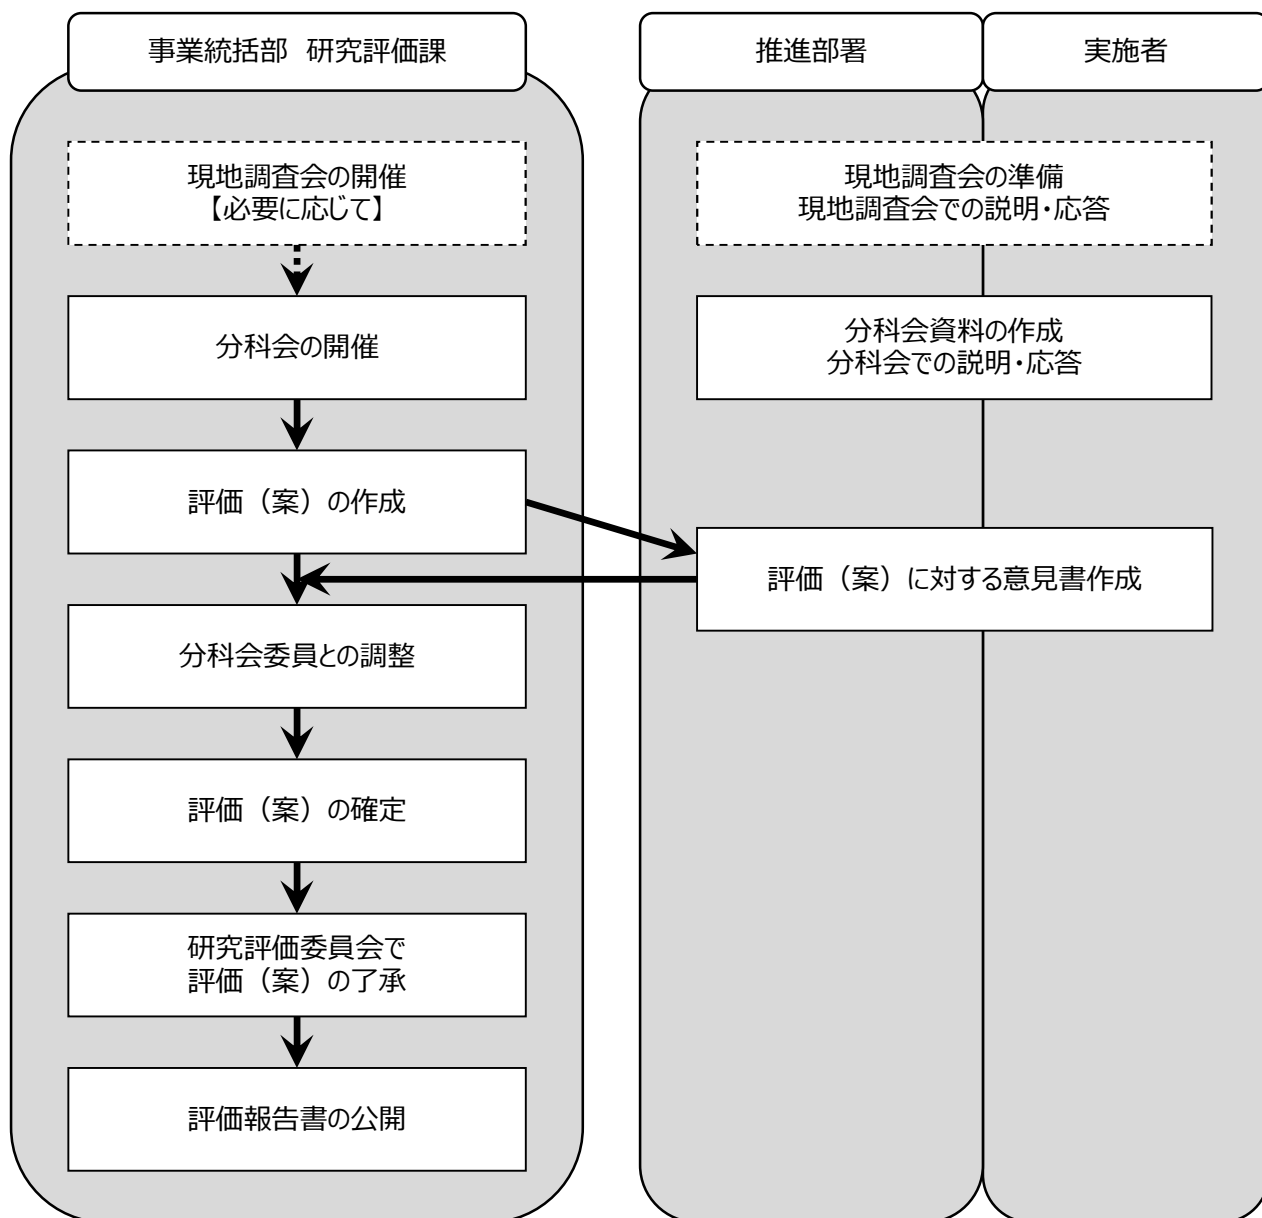 事業統括部 研究評価課
推進部署
実施者
現地調査会の開催
【必要に応じて】
現地調査会の準備
現地調査会での説明・応答
分科会の開催
分科会資料の作成
分科会での説明・応答
評価（案）の作成
評価（案）に対する意見書作成
分科会委員との調整
評価（案）の確定
研究評価委員会で
評価（案）の了承
評価報告書の公開